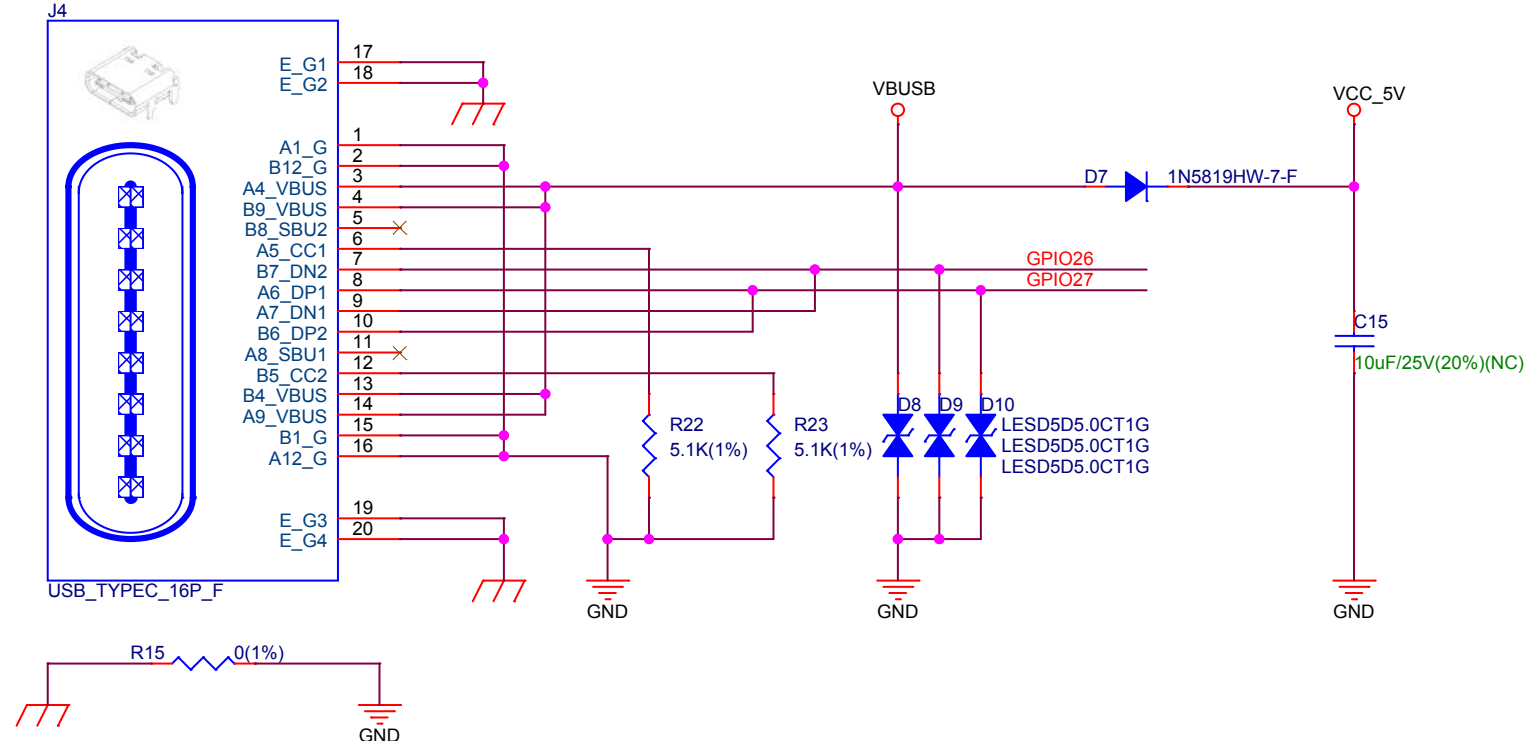 J4
17
E_G1
18
E_G2
1
A1_G
2
B12_G
3
A4_VBUS
4
B9_VBUS
5
B8_SBU2
6
A5_CC1
7
B7_DN2
8
A6_DP1
9
A7_DN1
10
B6_DP2
11
A8_SBU1
12
B5_CC2
13
B4_VBUS
14
A9_VBUS
15
B1_G
16
A12_G
19
E_G3
20
E_G4
USB_TYPEC_16P_F
VBUSB
VCC_5V
D7
1N5819HW-7-F
GPIO26
GPIO27
C15
10uF/25V(20%)(NC)
R22
5.1K(1%)
R23
5.1K(1%)
D8
D9
D10
LESD5D5.0CT1G
LESD5D5.0CT1G
LESD5D5.0CT1G
GND
GND
GND
R15
0(1%)
GND